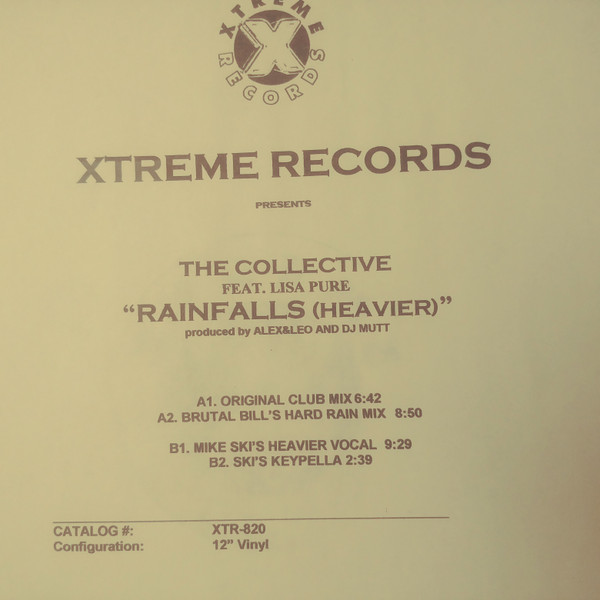 XTREME
X
RECORDS
XTREME RECORDS
PRESENTS
THE COLLECTIVE
FEAT. LISA PURE
“RAINFALLS (HEAVIER)”
produced by ALEX&LEO AND DJ MUTT
A1. ORIGINAL CLUB MIX 6:42
A2. BRUTAL BILL'S HARD RAIN MIX 8:50
B1. MIKE SKI'S HEAVIER VOCAL 9:29
B2. SKI'S KEYPELLA 2:39
CATALOG #: XTR-820
Configuration: 12” Vinyl